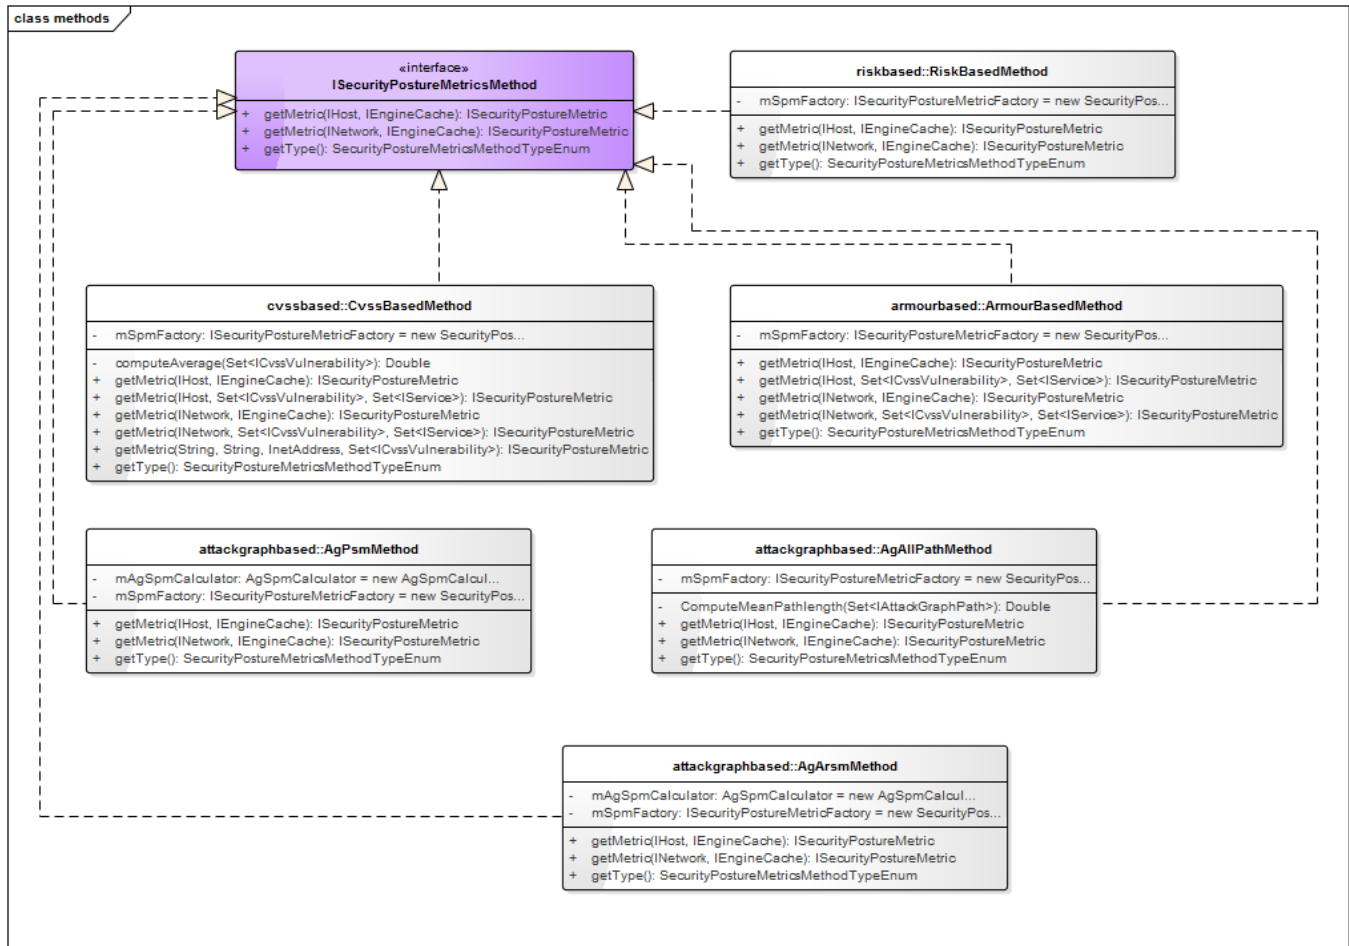 class methods
«interface»
ISecurityPostureMetricsMethod
+ getMetric(IHost, IEngineCache): ISecurityPostureMetric
+ getMetric(INetwork, IEngineCache): ISecurityPostureMetric
+ getType(): SecurityPostureMetricsMethodTypeEnum
riskbased::RiskBasedMethod
- mSpmFactory: ISecurityPostureMetricFactory = new SecurityPos...
+ getMetric(IHost, IEngineCache): ISecurityPostureMetric
+ getMetric(INetwork, IEngineCache): ISecurityPostureMetric
+ getType(): SecurityPostureMetricsMethodTypeEnum
cvssbased::CvssBasedMethod
- mSpmFactory: ISecurityPostureMetricFactory = new SecurityPos...
- computeAverage(Set<ICvssVulnerability>): Double
+ getMetric(IHost, IEngineCache): ISecurityPostureMetric
+ getMetric(IHost, Set<ICvssVulnerability>, Set<IService>): ISecurityPostureMetric
+ getMetric(INetwork, IEngineCache): ISecurityPostureMetric
+ getMetric(INetwork, Set<ICvssVulnerability>, Set<IService>): ISecurityPostureMetric
+ getMetric(String, String, InetAddress, Set<ICvssVulnerability>): ISecurityPostureMetric
+ getType(): SecurityPostureMetricsMethodTypeEnum
armourbased::ArmourBasedMethod
- mSpmFactory: ISecurityPostureMetricFactory = new SecurityPos...
+ getMetric(IHost, IEngineCache): ISecurityPostureMetric
+ getMetric(IHost, Set<ICvssVulnerability>, Set<IService>): ISecurityPostureMetric
+ getMetric(INetwork, IEngineCache): ISecurityPostureMetric
+ getMetric(INetwork, Set<ICvssVulnerability>, Set<IService>): ISecurityPostureMetric
+ getType(): SecurityPostureMetricsMethodTypeEnum
attackgraphbased::AgPsmMethod
- mAgSpmCalculator: AgSpmCalculator = new AgSpmCalcul...
- mSpmFactory: ISecurityPostureMetricFactory = new SecurityPos...
+ getMetric(IHost, IEngineCache): ISecurityPostureMetric
+ getMetric(INetwork, IEngineCache): ISecurityPostureMetric
+ getType(): SecurityPostureMetricsMethodTypeEnum
attackgraphbased::AgAllPathMethod
- mSpmFactory: ISecurityPostureMetricFactory = new SecurityPos...
- ComputeMeanPathlength(Set<IAttackGraphPath>): Double
+ getMetric(IHost, IEngineCache): ISecurityPostureMetric
+ getMetric(INetwork, IEngineCache): ISecurityPostureMetric
+ getType(): SecurityPostureMetricsMethodTypeEnum
attackgraphbased::AgArsmMethod
- mAgSpmCalculator: AgSpmCalculator = new AgSpmCalcul...
- mSpmFactory: ISecurityPostureMetricFactory = new SecurityPos...
+ getMetric(IHost, IEngineCache): ISecurityPostureMetric
+ getMetric(INetwork, IEngineCache): ISecurityPostureMetric
+ getType(): SecurityPostureMetricsMethodTypeEnum